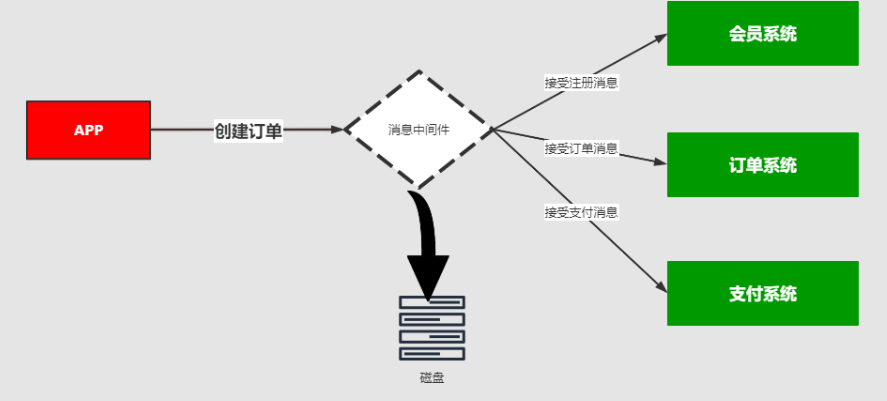 会员系统
接受注册消息
APP
创建订单
消息中间件
接受订单消息
订单系统
接受支付消息
支付系统
磁盘